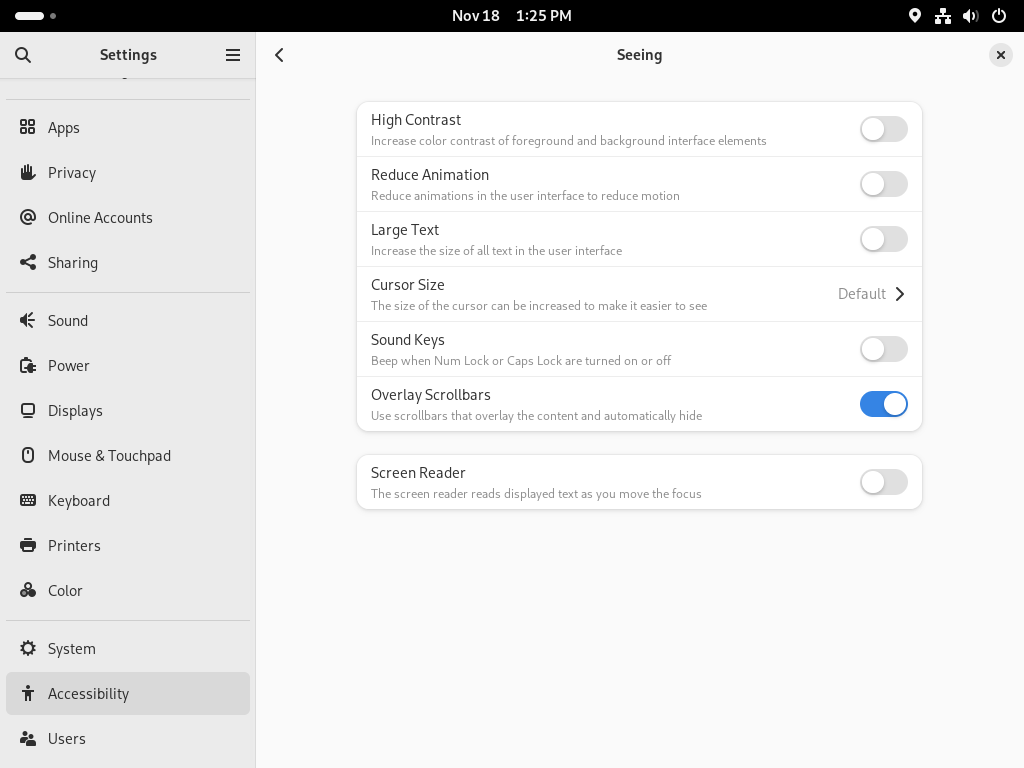 Nov 18 1:25 PM
Settings
Seeing
Apps
Privacy
Online Accounts
Sharing
Sound
Power
Displays
Mouse & Touchpad
Keyboard
Printers
Color
System
Accessibility
Users
High Contrast
Increase color contrast of foreground and background interface elements
Reduce Animation
Reduce animations in the user interface to reduce motion
Large Text
Increase the size of all text in the user interface
Cursor Size
The size of the cursor can be increased to make it easier to see
Default
Sound Keys
Beep when Num Lock or Caps Lock are turned on or off
Overlay Scrollbars
Use scrollbars that overlay the content and automatically hide
Screen Reader
The screen reader reads displayed text as you move the focus